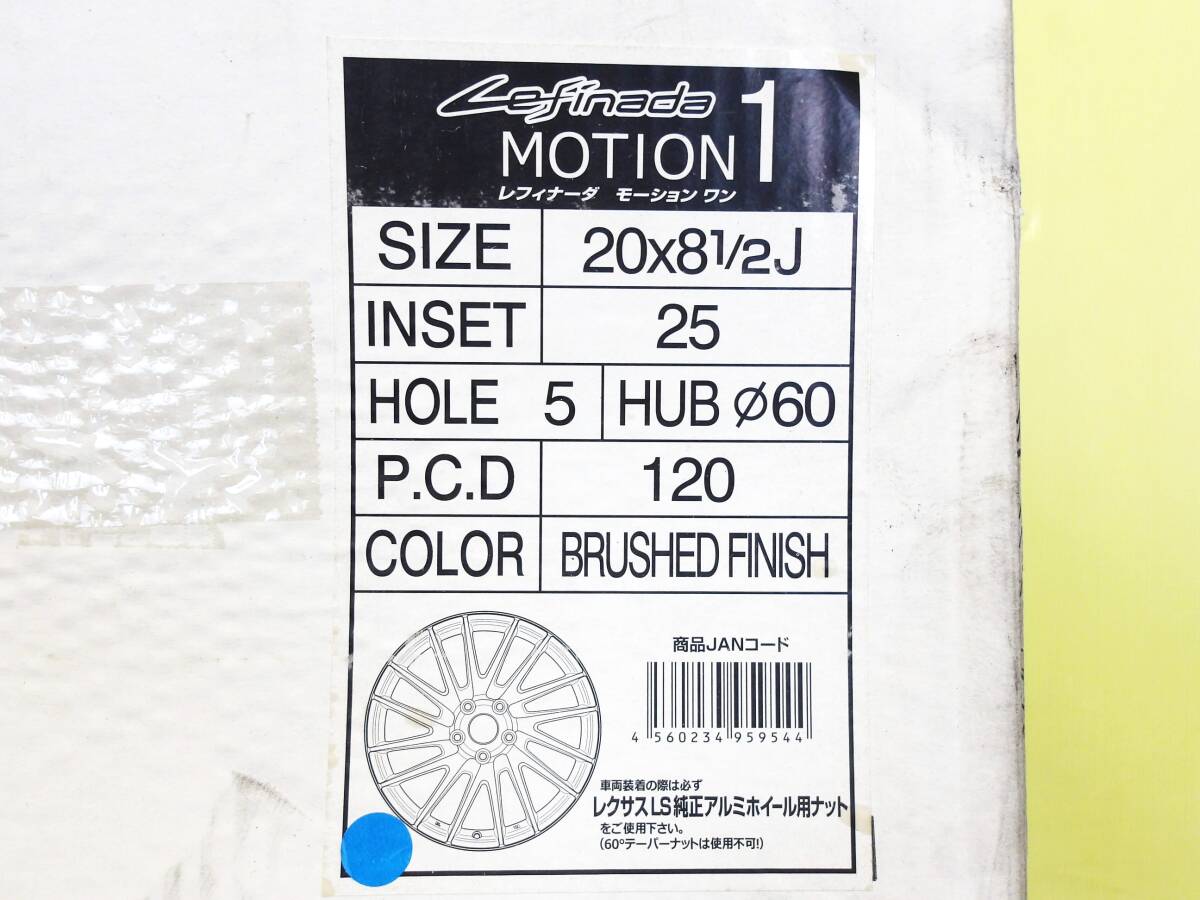 Lefinada
MOTION 1
レフィナーダ モーション ワン
SIZE 20x8 1/2J
INSET 25
HOLE 5 HUB ø60
P.C.D 120
COLOR BRUSHED FINISH
商品JANコード
4 560234 959544
車両装着の際は必ず
レクサスLS純正アルミホイール用ナット
をご使用下さい。
(60°テーパーナットは使用不可!)